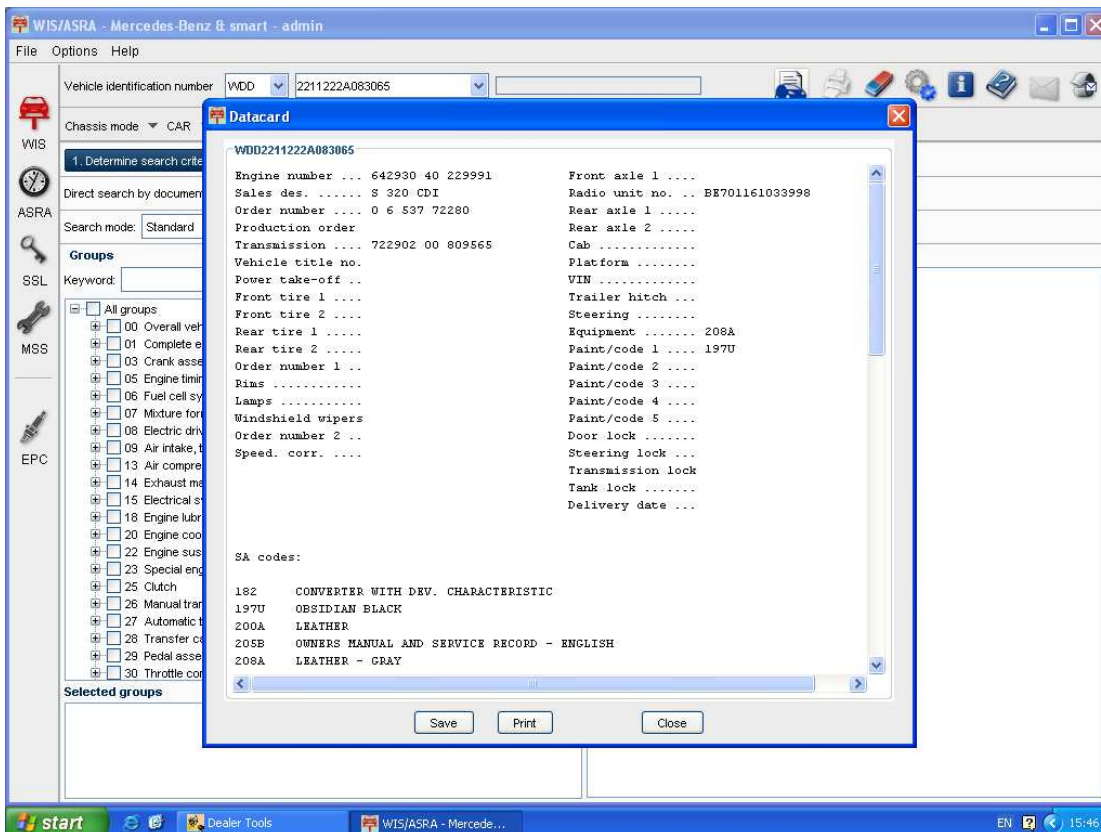 WIS/ASRA - Mercedes-Benz & smart - admin
File Options Help
Vehicle identification number WDD 2211222A083065
Chassis mode CAR
1. Determine search crite
Direct search by documen
Search mode: Standard
Groups
Keyword:
WIS
ASRA
SSL
MSS
EPC
All groups
00 Overall veh
01 Complete e
03 Crank asse
05 Engine timin
06 Fuel cell sy
07 Mixture forn
08 Electric driv
09 Air intake, t
13 Air compre
14 Exhaust ma
15 Electrical s
18 Engine lubr
20 Engine coo
22 Engine sus
23 Special eng
25 Clutch
26 Manual tran
27 Automatic t
28 Transfer ca
29 Pedal asse
30 Throttle con
Selected groups
Datacard
WDD2211222A083065
Engine number ... 642930 40 229991
Sales des. ...... S 320 CDI
Order number .... 0 6 537 72280
Production order
Transmission .... 722902 00 809565
Vehicle title no.
Power take-off ..
Front tire 1 ....
Front tire 2 ....
Rear tire 1 .....
Rear tire 2 .....
Order number 1 ..
Rims ............
Lamps ...........
Windshield wipers
Order number 2 ..
Speed. corr. ....
Front axle 1 ....
Radio unit no. .. BE701161033998
Rear axle 1 .....
Rear axle 2 .....
Cab .............
Platform ........
VIN .............
Trailer hitch ...
Steering ........
Equipment ....... 208A
Paint/code 1 .... 197U
Paint/code 2 ....
Paint/code 3 ....
Paint/code 4 ....
Paint/code 5 ....
Door lock .......
Steering lock ...
Transmission lock
Tank lock .......
Delivery date ...
SA codes:
182 CONVERTER WITH DEV. CHARACTERISTIC
197U OBSIDIAN BLACK
200A LEATHER
205B OWNERS MANUAL AND SERVICE RECORD - ENGLISH
208A LEATHER - GRAY
Save Print Close
start Dealer Tools WIS/ASRA - Mercede... EN 15:46